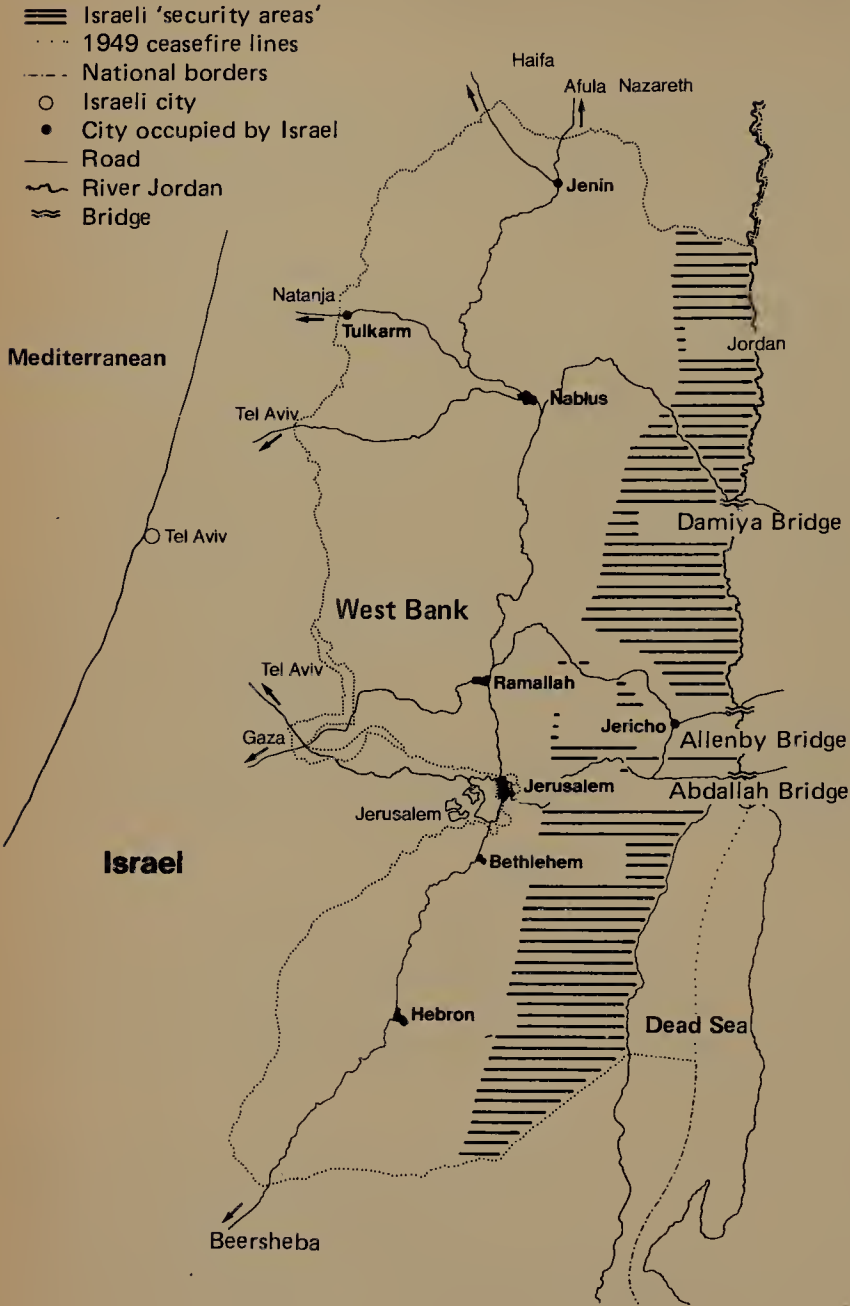 Israeli 'security areas'
1949 ceasefire lines
National borders
Israeli city
City occupied by Israel
Road
River Jordan
Bridge
Haifa
Afula Nazareth
Jenin
Natanja
Tulkarm
Jordan
Mediterranean
Nablus
Tel Aviv
Damiya Bridge
Tel Aviv
West Bank
Tel Aviv
Ramallah
Jericho
Gaza
Allenby Bridge
Jerusalem
Abdallah Bridge
Jerusalem
Israel
Bethlehem
Hebron
Dead Sea
Beersheba